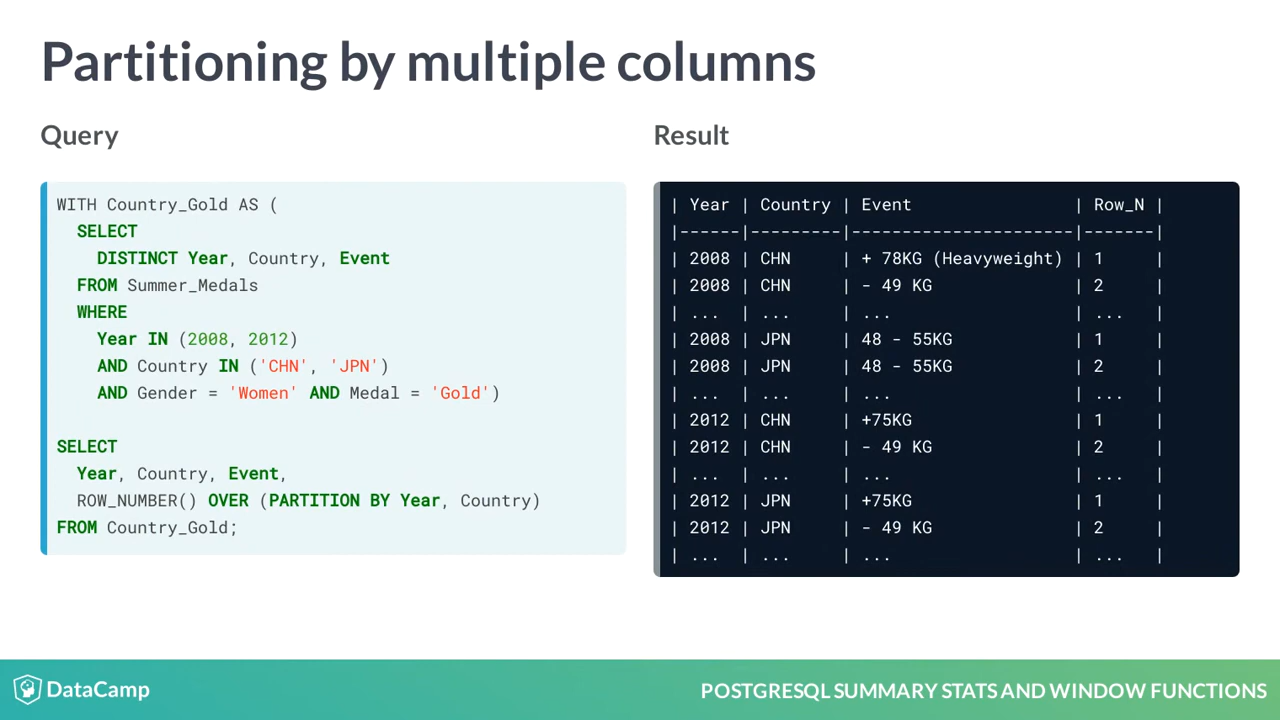 Partitioning by multiple columns
Query
WITH Country_Gold AS (
SELECT
DISTINCT Year, Country, Event
FROM Summer_Medals
WHERE
Year IN (2008, 2012)
AND Country IN ('CHN', 'JPN')
AND Gender = 'Women' AND Medal = 'Gold')
SELECT
Year, Country, Event,
ROW_NUMBER() OVER (PARTITION BY Year, Country)
FROM Country_Gold;
Result
| Year | Country | Event | Row_N |
|------|---------|----------------------|-------|
| 2008 | CHN | + 78KG (Heavyweight) | 1 |
| 2008 | CHN | - 49 KG | 2 |
| ... | ... | ... | ... |
| 2008 | JPN | 48 - 55KG | 1 |
| 2008 | JPN | 48 - 55KG | 2 |
| ... | ... | ... | ... |
| 2012 | CHN | +75KG | 1 |
| 2012 | CHN | - 49 KG | 2 |
| ... | ... | ... | ... |
| 2012 | JPN | +75KG | 1 |
| 2012 | JPN | - 49 KG | 2 |
| ... | ... | ... | ... |
DataCamp
POSTGRESQL SUMMARY STATS AND WINDOW FUNCTIONS